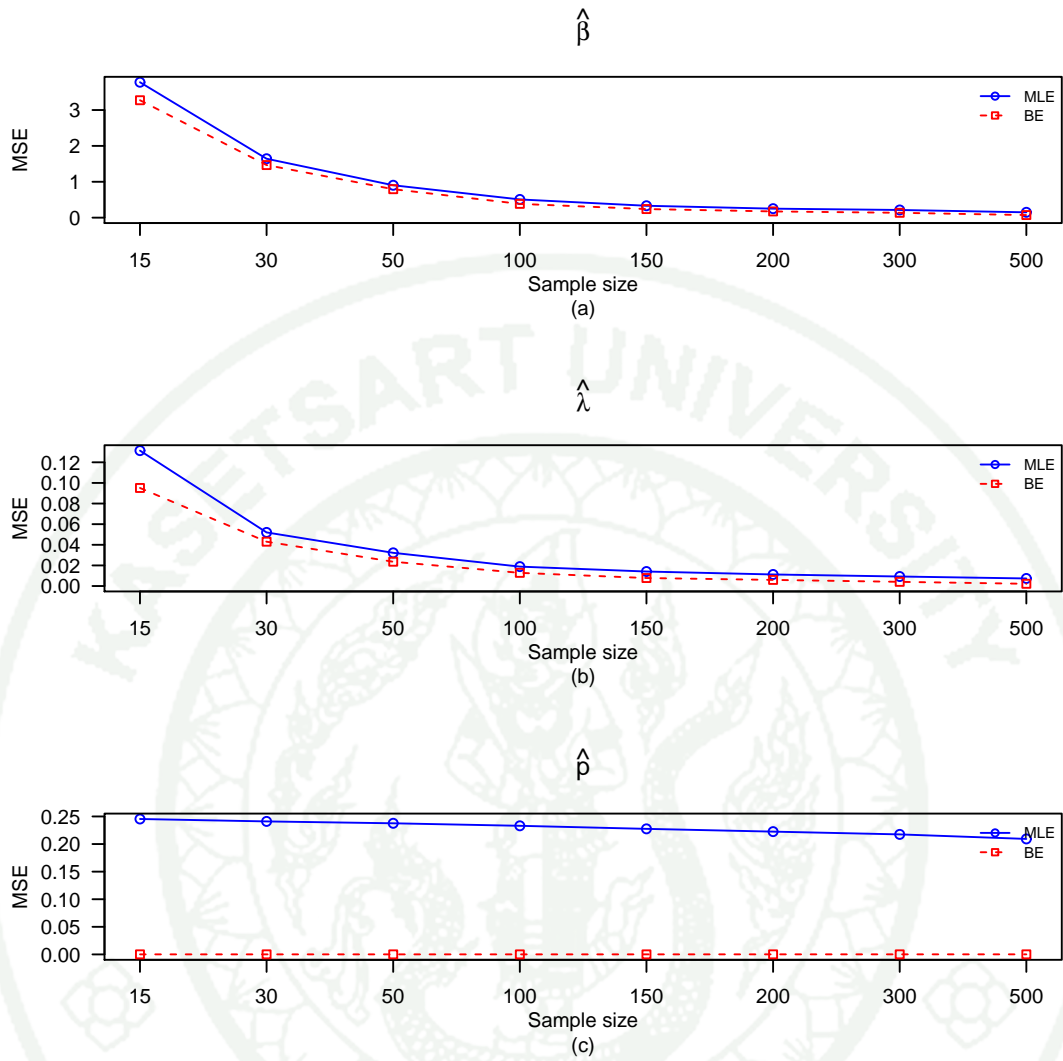 β̂
MSE
3
2
1
0
MLE
BE
15 30 50 100 150 200 300 500
Sample size
(a)
KASETSART UNIVERSITY
λ̂
MSE
0.12
0.10
0.08
0.06
0.04
0.02
0.00
MLE
BE
15 30 50 100 150 200 300 500
Sample size
(b)
p̂
MSE
0.25
0.20
0.15
0.10
0.05
0.00
MLE
BE
15 30 50 100 150 200 300 500
Sample size
(c)